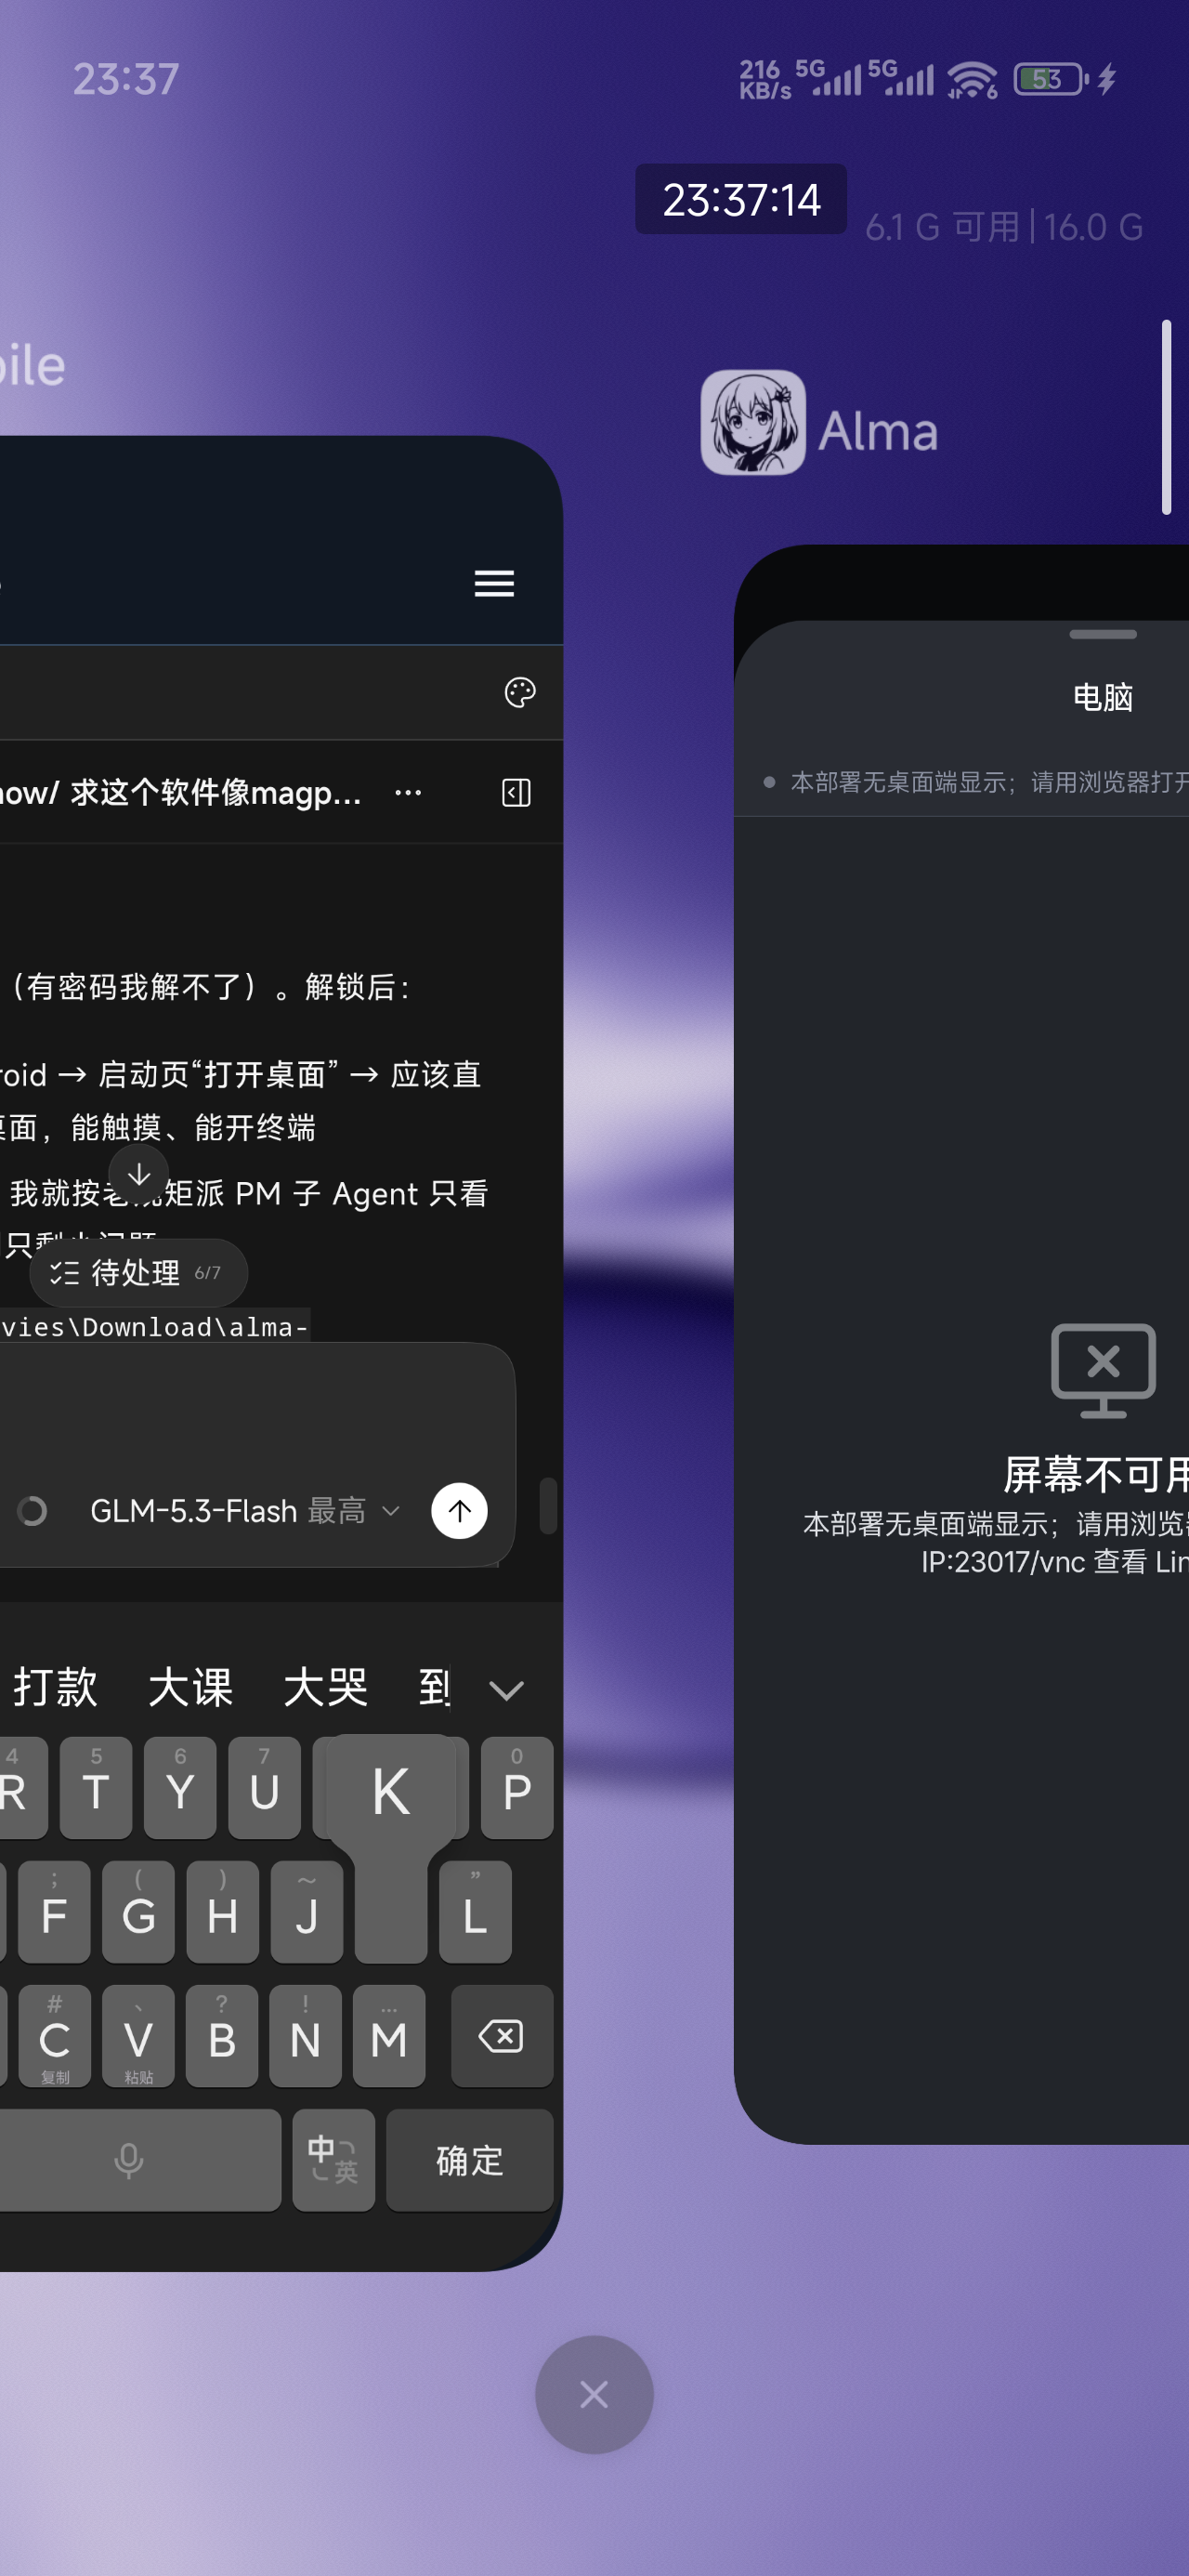 23:37
216 KB/s 5G 5G 6 53
23:37:14
6.1 G 可用 | 16.0 G
Alma
电脑
本部署无桌面端显示；请用浏览器打开
屏幕不可用
本部署无桌面端显示；请用浏览
IP:23017/vnc 查看 Lin
求这个软件像magp...
（有密码我解不了）。解锁后：
→ 启动页“打开桌面” → 应该直
面，能触摸、能开终端
我就按老规矩派 PM 子 Agent 只看
待处理 6/7
\Download\alma-
GLM-5.3-Flash 最高
打款 大课 大哭 到
4 5 6 7 0
R T Y U K P
; ( ) ～ ”
F G H J L
# 、 ? ! ...
C V B N M
复制 粘贴
中 英 确定